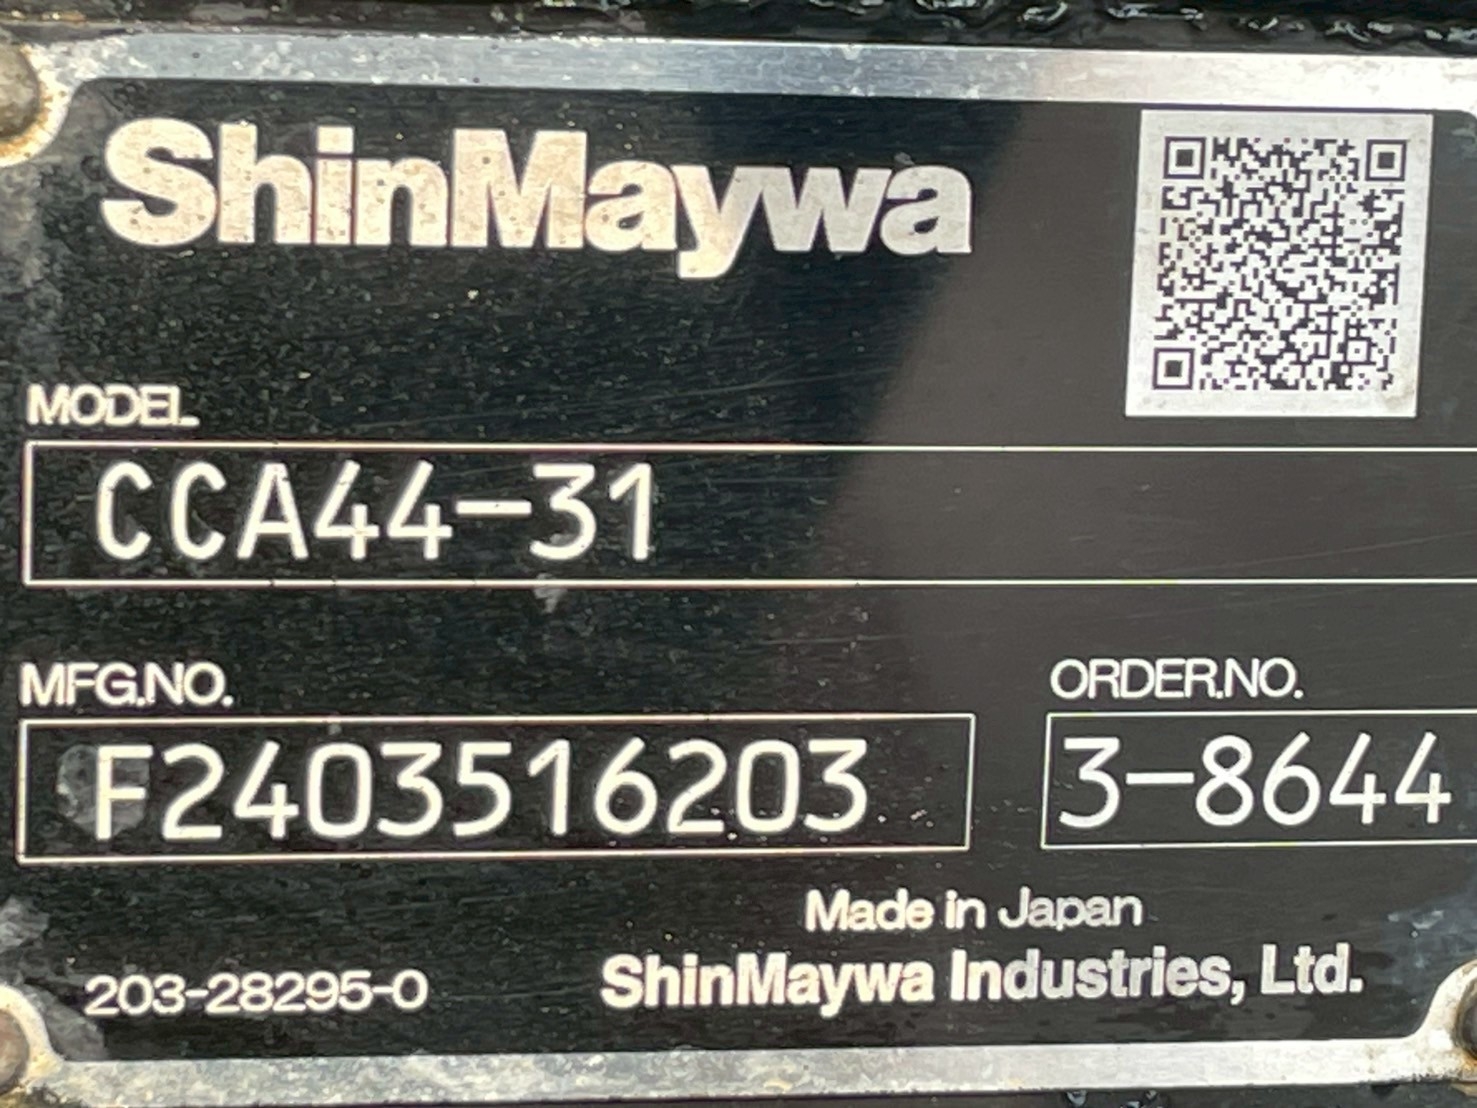 ShinMaywa
MODEL
CCA44-31
MFG.NO.
F2403516203
ORDER.NO.
3-8644
Made in Japan
203-28295-0
ShinMaywa Industries, Ltd.